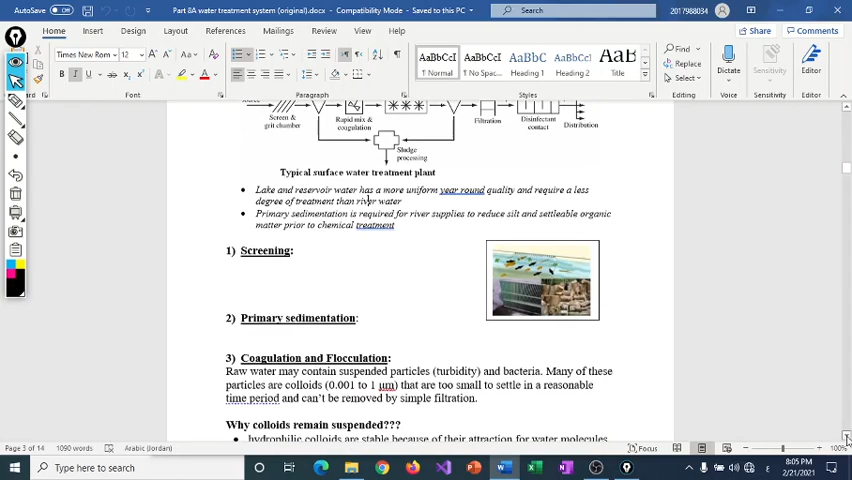 AutoSave Off Part 8A water treatment system (original).docx - Compatibility Mode - Saved to this PC Search 2017988034
Home Insert Draw Design Layout References Mailings Review View Help Share Comments
Times New Rom 12 AaBbCcI AaBbCcI AaBbC AaBbCc AaB Find
Replace
Select
1 Normal 1 No Spac... Heading 1 Heading 2 Title
Dictate Sensitivity Editor
Clipboard Font Paragraph Styles Editing Voice Sensitivity Editor
Screen & grit chamber
Rapid mix & coagulation
Filtration
Disinfectant contact
Distribution
Sludge processing
Typical surface water treatment plant
• Lake and reservoir water has a more uniform year round quality and require a less
degree of treatment than river water
• Primary sedimentation is required for river supplies to reduce silt and settleable organic
matter prior to chemical treatment
1) Screening:
2) Primary sedimentation:
3) Coagulation and Flocculation:
Raw water may contain suspended particles (turbidity) and bacteria. Many of these
particles are colloids (0.001 to 1 μm) that are too small to settle in a reasonable
time period and can't be removed by simple filtration.
Why colloids remain suspended???
• hydrophilic colloids are stable because of their attraction for water molecules
Page 3 of 14 1090 words Arabic (Jordan) Focus 100%
Type here to search 8:05 PM
2/21/2021